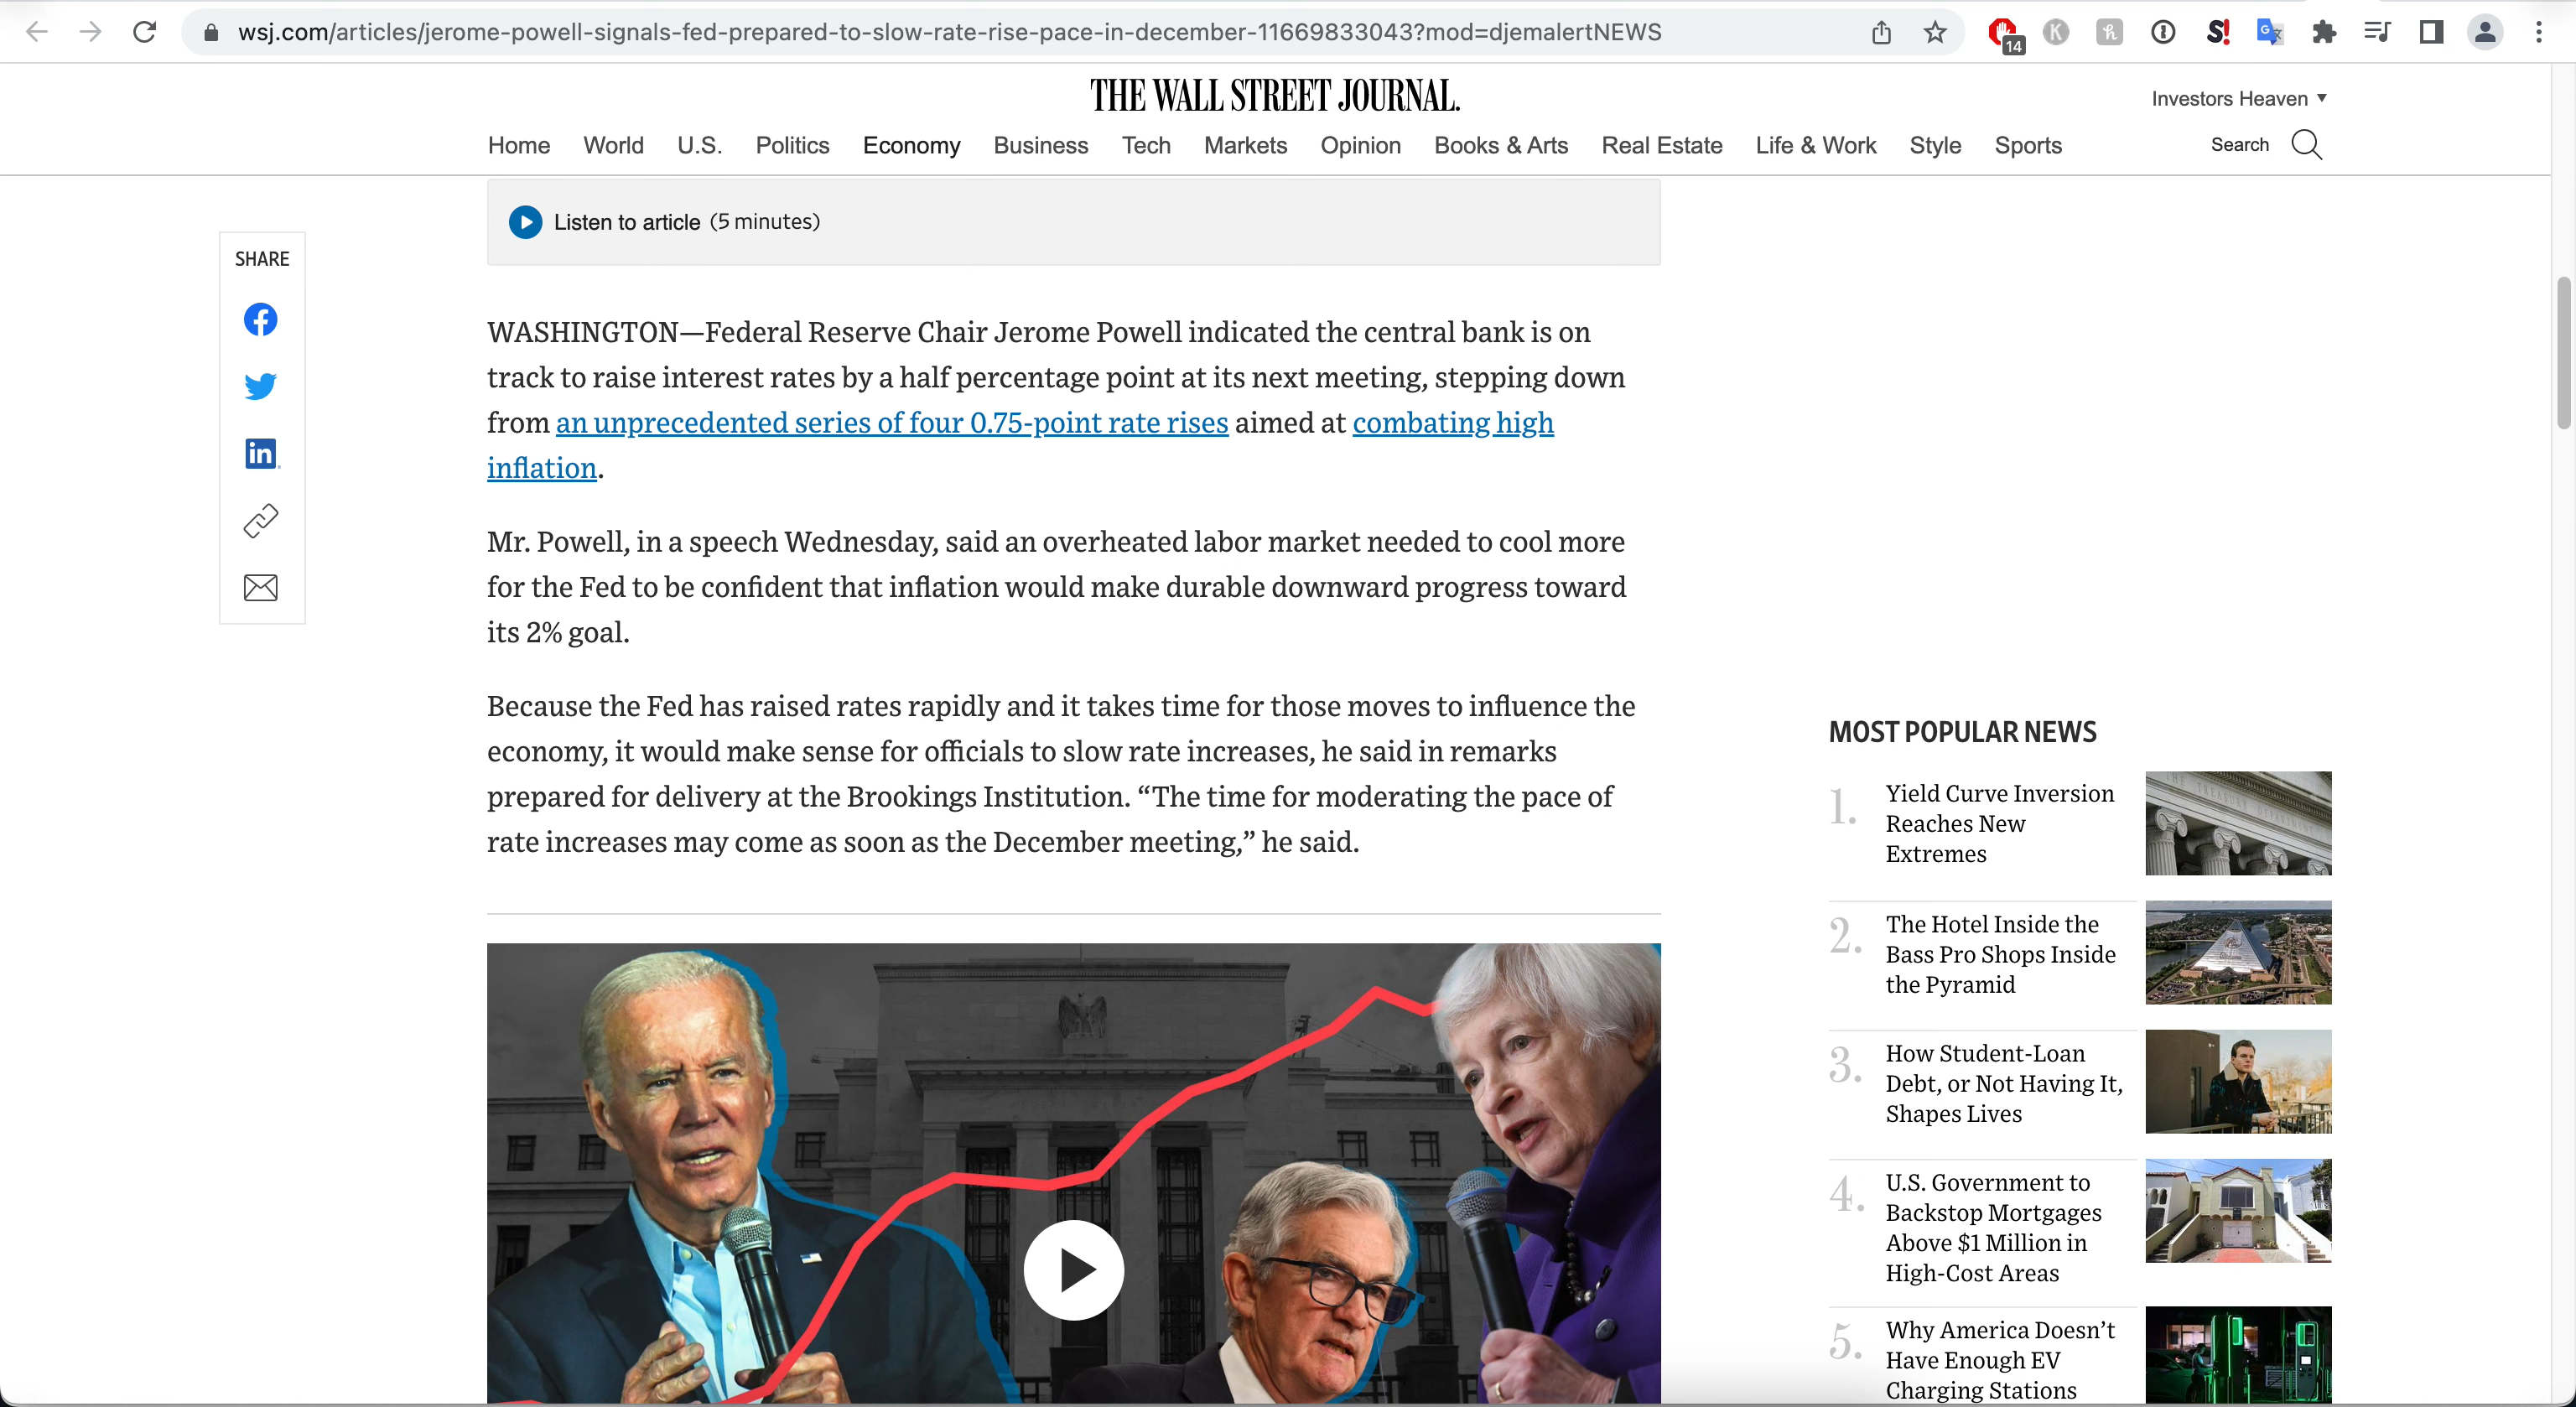 wsj.com/articles/jerome-powell-signals-fed-prepared-to-slow-rate-rise-pace-in-december-11669833043?mod=djemalertNEWS
14
THE WALL STREET JOURNAL.
Investors Heaven
Home World U.S. Politics Economy Business Tech Markets Opinion Books & Arts Real Estate Life & Work Style Sports
Search
Listen to article (5 minutes)
SHARE
WASHINGTON—Federal Reserve Chair Jerome Powell indicated the central bank is on
track to raise interest rates by a half percentage point at its next meeting, stepping down
from an unprecedented series of four 0.75-point rate rises aimed at combating high
inflation.
Mr. Powell, in a speech Wednesday, said an overheated labor market needed to cool more
for the Fed to be confident that inflation would make durable downward progress toward
its 2% goal.
Because the Fed has raised rates rapidly and it takes time for those moves to influence the
economy, it would make sense for officials to slow rate increases, he said in remarks
prepared for delivery at the Brookings Institution. “The time for moderating the pace of
rate increases may come as soon as the December meeting,” he said.
MOST POPULAR NEWS
1.
Yield Curve Inversion
Reaches New
Extremes
2.
The Hotel Inside the
Bass Pro Shops Inside
the Pyramid
3.
How Student-Loan
Debt, or Not Having It,
Shapes Lives
4.
U.S. Government to
Backstop Mortgages
Above $1 Million in
High-Cost Areas
5.
Why America Doesn’t
Have Enough EV
Charging Stations